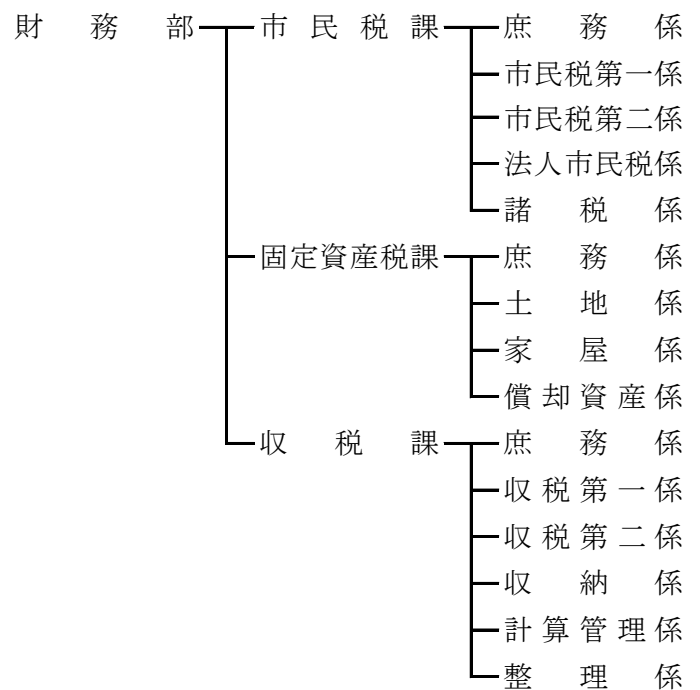 財務部 市民税課 庶務係
市民税第一係
市民税第二係
法人市民税係
諸税係
固定資産税課 庶務係
土地係
家屋係
償却資産係
収税課 庶務係
収税第一係
収税第二係
収納係
計算管理係
整理係